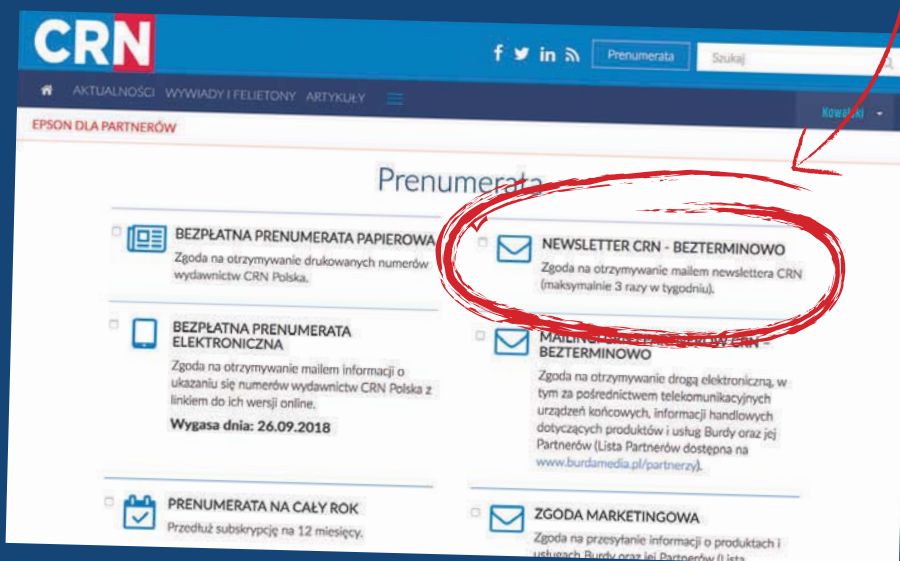 CRN
Prenumerata
Szukaj
AKTUALNOŚCI WYWIADY I FELIETONY ARTYKUŁY
Kowalski
EPSON DLA PARTNERÓW
Prenumerata
BEZPŁATNA PRENUMERATA PAPIEROWA
Zgoda na otrzymywanie drukowanych numerów
wydawnictw CRN Polska.
NEWSLETTER CRN - BEZTERMINOWO
Zgoda na otrzymywanie mailem newslettera CRN
(maksymalnie 3 razy w tygodniu).
BEZPŁATNA PRENUMERATA
ELEKTRONICZNA
Zgoda na otrzymywanie mailem informacji o
ukazaniu się numerów wydawnictw CRN Polska z
linkiem do ich wersji online.
Wygasa dnia: 26.09.2018
CRN –
BEZTERMINOWO
Zgoda na otrzymywanie drogą elektroniczną, w
tym za pośrednictwem telekomunikacyjnych
urządzeń końcowych, informacji handlowych
dotyczących produktów i usług Burdy oraz jej
Partnerów (Lista Partnerów dostępna na
www.burdamedia.pl/partnerzy).
PRENUMERATA NA CAŁY ROK
Przedłuż subskrypcję na 12 miesięcy.
ZGODA MARKETINGOWA
Zgoda na przesyłanie informacji o produktach i
usługach Burdy oraz jej Partnerów (Lista